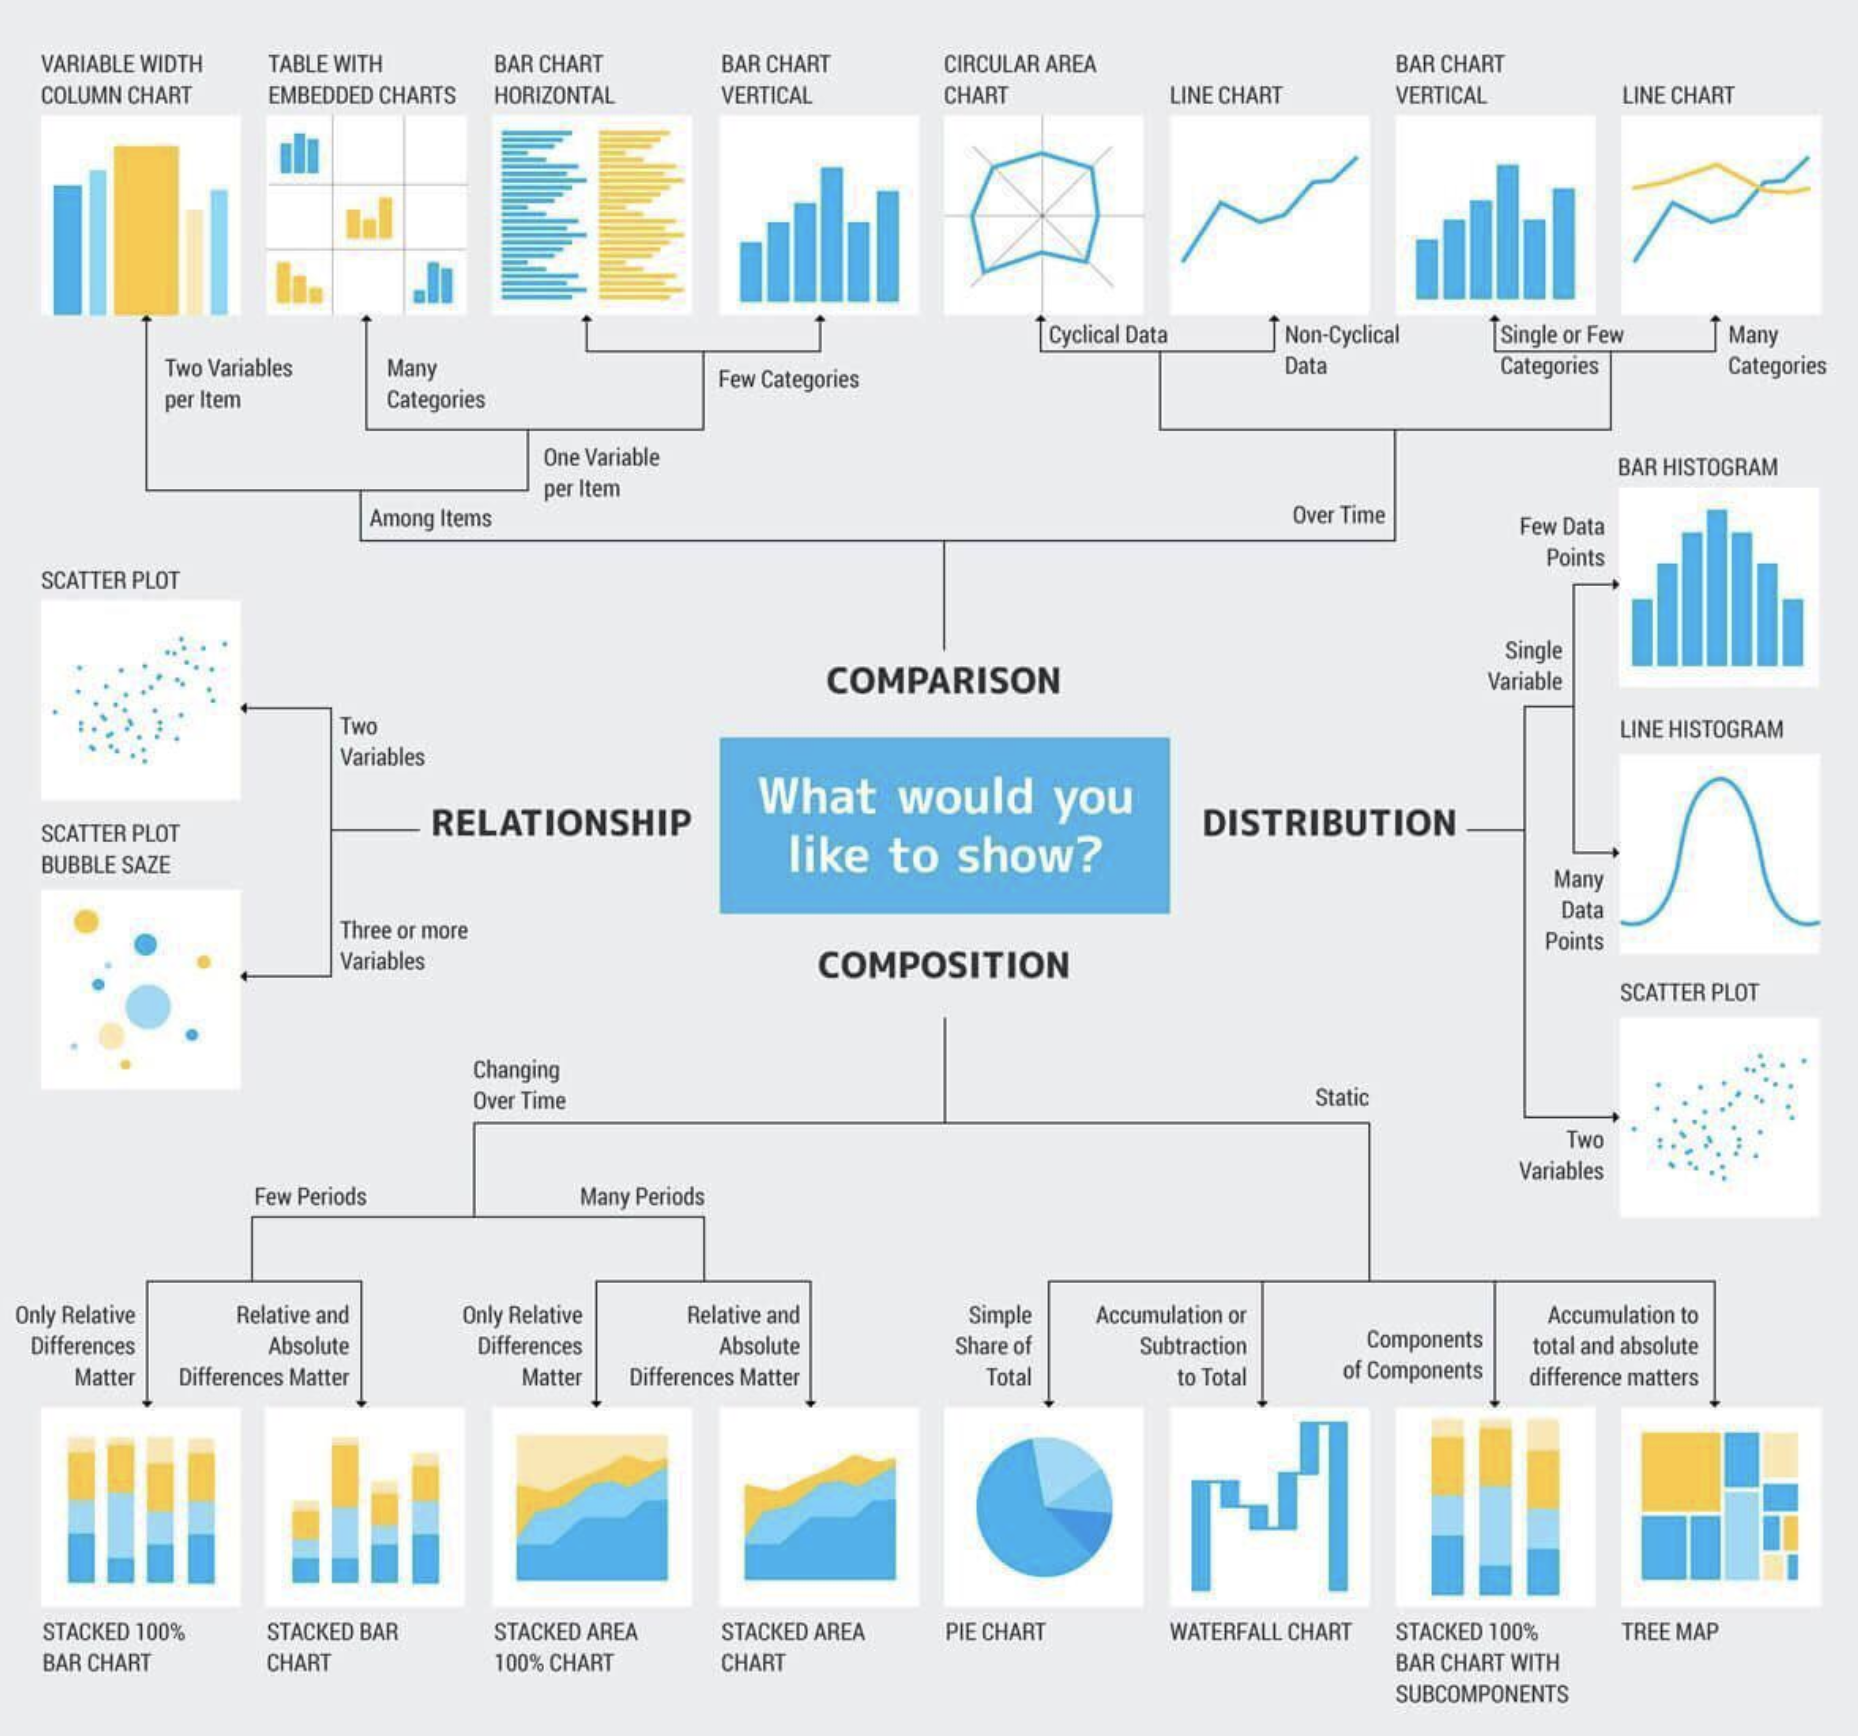 VARIABLE WIDTH
COLUMN CHART
TABLE WITH
EMBEDDED CHARTS
BAR CHART
HORIZONTAL
BAR CHART
VERTICAL
CIRCULAR AREA
CHART
LINE CHART
BAR CHART
VERTICAL
LINE CHART
Two Variables
per Item
Many
Categories
Few Categories
Cyclical Data
Non-Cyclical
Data
Single or Few
Categories
Many
Categories
One Variable
per Item
Among Items
Over Time
BAR HISTOGRAM
Few Data
Points
SCATTER PLOT
Single
Variable
COMPARISON
Two
Variables
LINE HISTOGRAM
RELATIONSHIP
What would you
like to show?
DISTRIBUTION
SCATTER PLOT
BUBBLE SAZE
Many
Data
Points
Three or more
Variables
COMPOSITION
SCATTER PLOT
Changing
Over Time
Static
Two
Variables
Few Periods
Many Periods
Only Relative
Differences
Matter
Relative and
Absolute
Differences Matter
Only Relative
Differences
Matter
Relative and
Absolute
Differences Matter
Simple
Share of
Total
Accumulation or
Subtraction
to Total
Components
of Components
Accumulation to
total and absolute
difference matters
STACKED 100%
BAR CHART
STACKED BAR
CHART
STACKED AREA
100% CHART
STACKED AREA
CHART
PIE CHART
WATERFALL CHART
STACKED 100%
BAR CHART WITH
SUBCOMPONENTS
TREE MAP